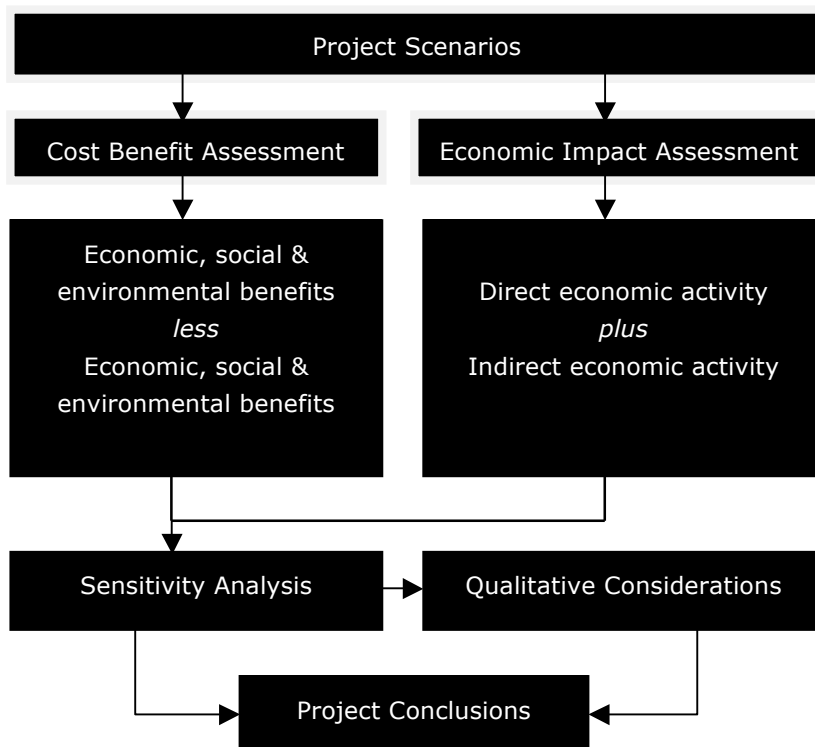 Project Scenarios
Cost Benefit Assessment
Economic Impact Assessment
Economic, social &
environmental benefits
less
Economic, social &
environmental benefits
Direct economic activity
plus
Indirect economic activity
Sensitivity Analysis
Qualitative Considerations
Project Conclusions